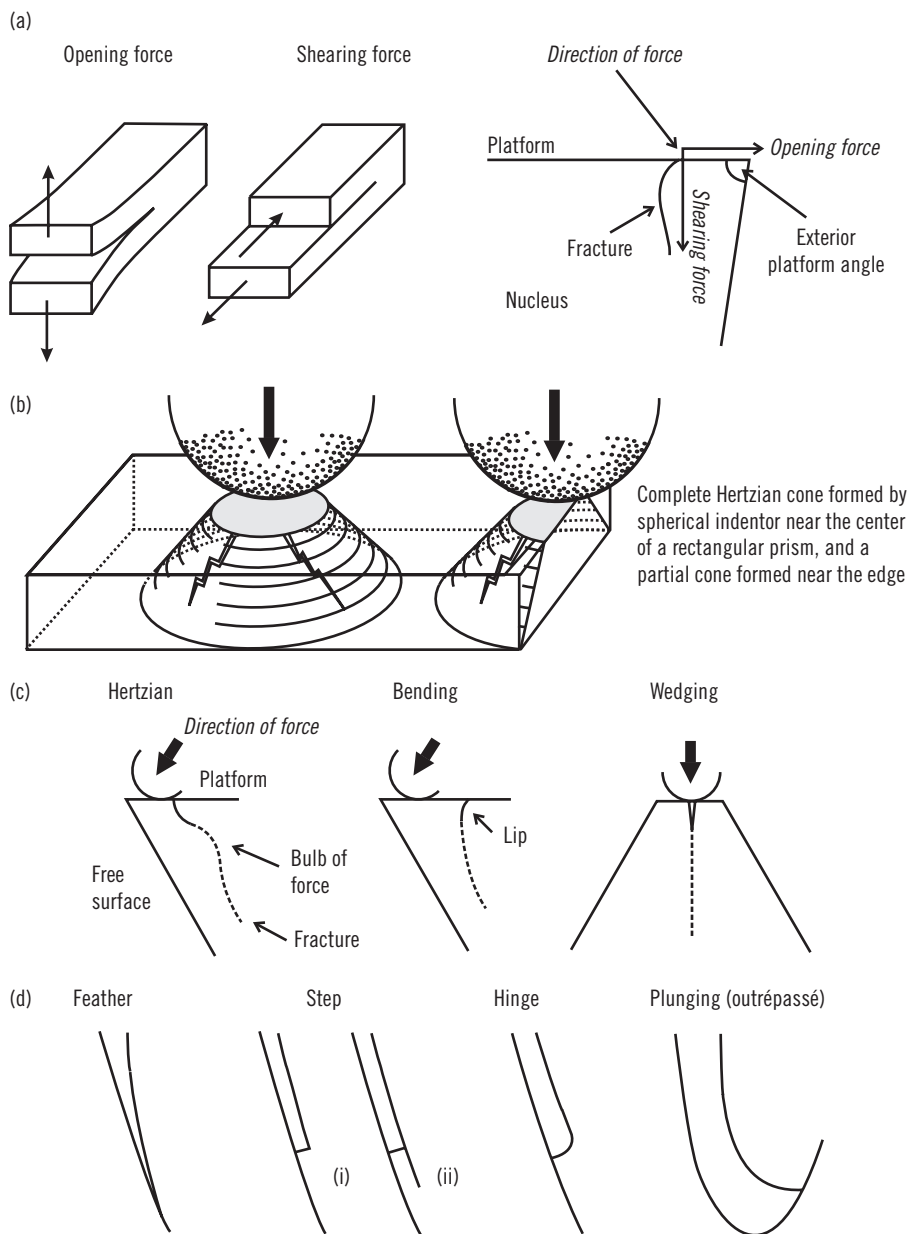 (a)
Opening force
Shearing force
Direction of force
Platform
Opening force
Shearing force
Fracture
Exterior
platform angle
Nucleus
(b)
Complete Hertzian cone formed by
spherical indentor near the center
of a rectangular prism, and a
partial cone formed near the edge
(c)
Hertzian
Bending
Wedging
Direction of force
Platform
Lip
Bulb of
force
Free
surface
Fracture
(d)
Feather
Step
Hinge
Plunging (outrépassé)
(i)
(ii)